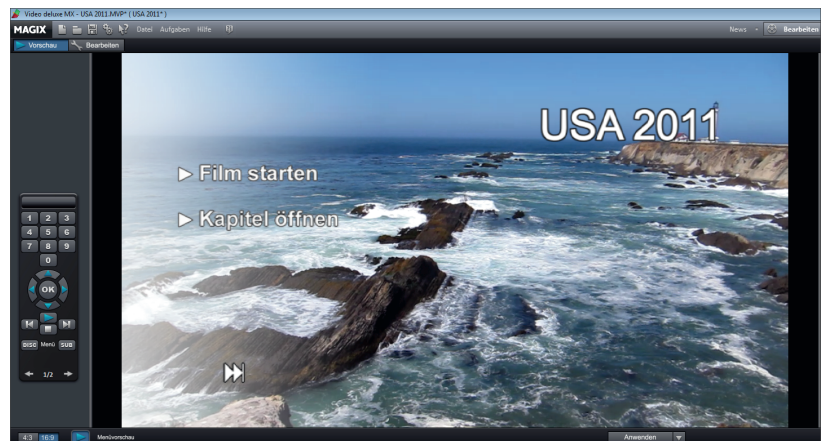 Video deluxe MX - USA 2011.MVP* ( USA 2011* )
MAGIX Datei Aufgaben Hilfe News Bearbeiten
Vorschau Bearbeiten
USA 2011
Film starten
Kapitel öffnen
1 2 3
4 5 6
7 8 9
0
OK
DISC Menü SUB
1/2
4:3 16:9 Menüvorschau Anwenden